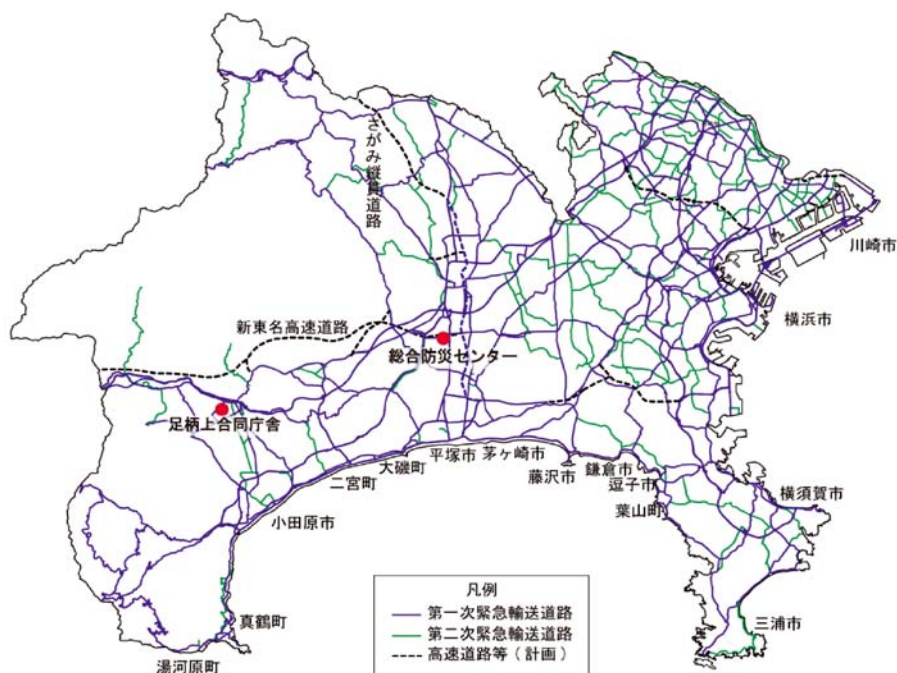 さがみ縦貫道路
川崎市
横浜市
新東名高速道路
総合防災センター
足柄上合同庁舎
平塚市
茅ヶ崎市
大磯町
二宮町
藤沢市
鎌倉市
逗子市
葉山町
横須賀市
小田原市
三浦市
真鶴町
湯河原町
凡例
第一次緊急輸送道路
第二次緊急輸送道路
高速道路等（計画）